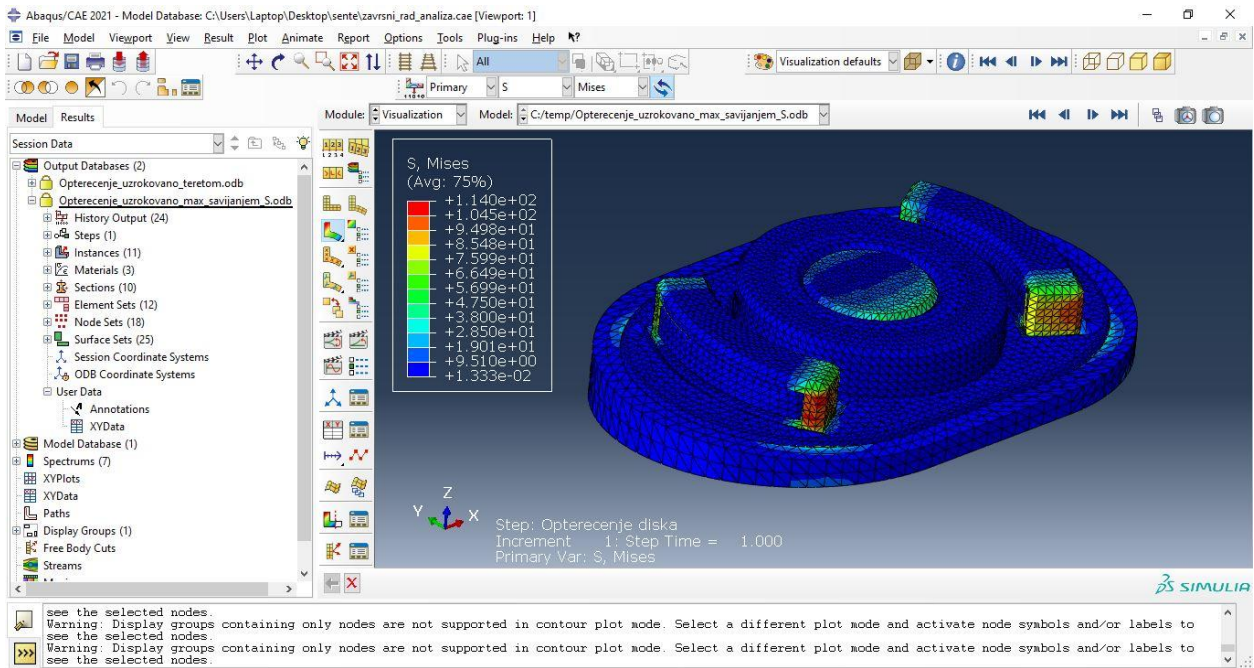 Abaqus/CAE 2021 - Model Database: C:\Users\Laptop\Desktop\sente\zavrsni_rad_analiza.cae [Viewport: 1]
File Model Viewport View Result Plot Animate Report Options Tools Plug-ins Help
All
Visualization defaults
Primary S Mises
Model Results
Module: Visualization Model: C:/temp/Opterecenje_uzrokovano_max_savijanjem_S.odb
Session Data
Output Databases (2)
Opterecenje_uzrokovano_teretom.odb
Opterecenje_uzrokovano_max_savijanjem_S.odb
History Output (24)
Steps (1)
Instances (11)
Materials (3)
Sections (10)
Element Sets (12)
Node Sets (18)
Surface Sets (25)
Session Coordinate Systems
ODB Coordinate Systems
User Data
Annotations
XYData
Model Database (1)
Spectrums (7)
XYPlots
XYData
Paths
Display Groups (1)
Free Body Cuts
Streams
S, Mises
(Avg: 75%)
+1.140e+02
+1.045e+02
+9.498e+01
+8.548e+01
+7.599e+01
+6.649e+01
+5.699e+01
+4.750e+01
+3.800e+01
+2.850e+01
+1.901e+01
+9.510e+00
+1.333e-02
Z
Y
X
Step: Opterecenje diska
Increment 1: Step Time = 1.000
Primary Var: S, Mises
SIMULIA
see the selected nodes.
Warning: Display groups containing only nodes are not supported in contour plot mode. Select a different plot mode and activate node symbols and/or labels to
see the selected nodes.
Warning: Display groups containing only nodes are not supported in contour plot mode. Select a different plot mode and activate node symbols and/or labels to
see the selected nodes.